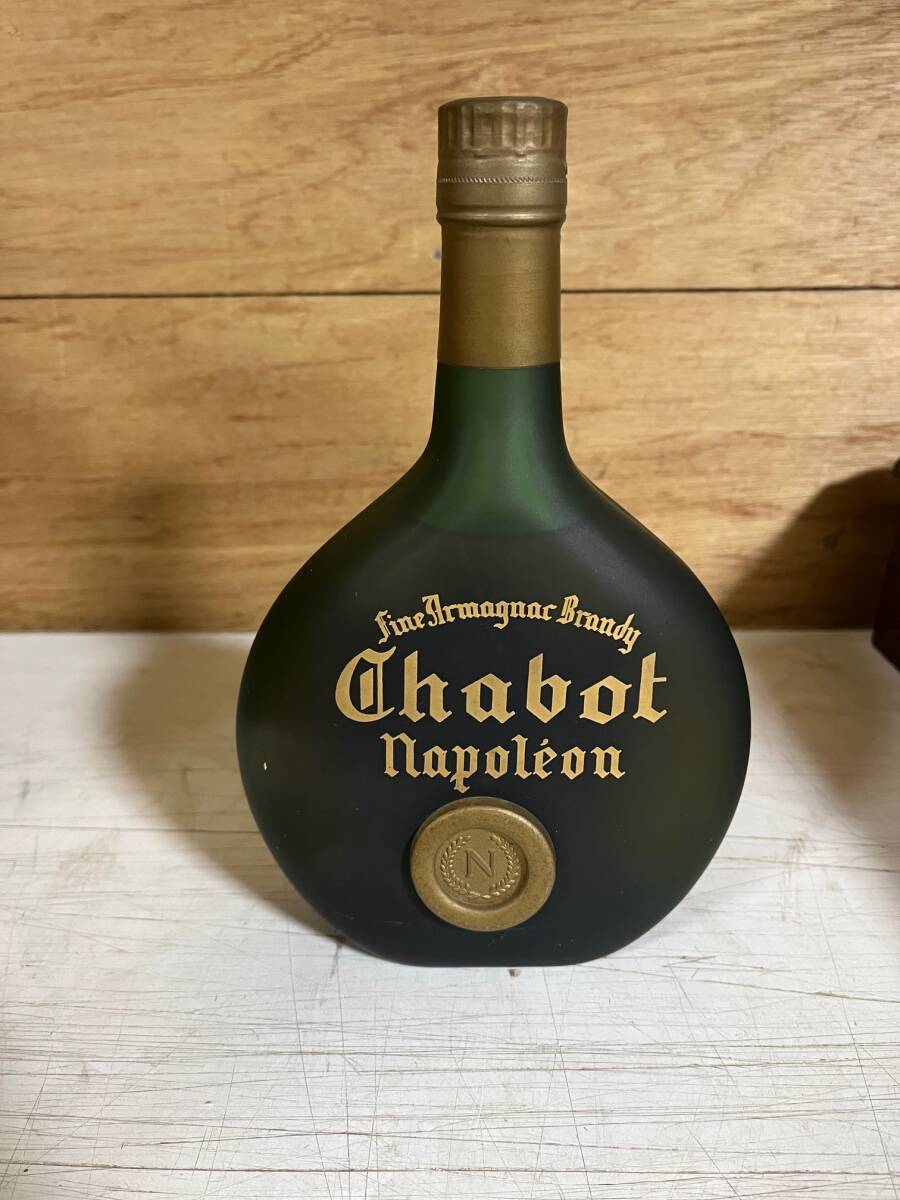 Fine Armagnac Brandy
Chabot
Napoléon
N